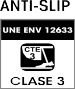 ANTI-SLIP
UNE ENV 12633
CTE
3
CLASE 3